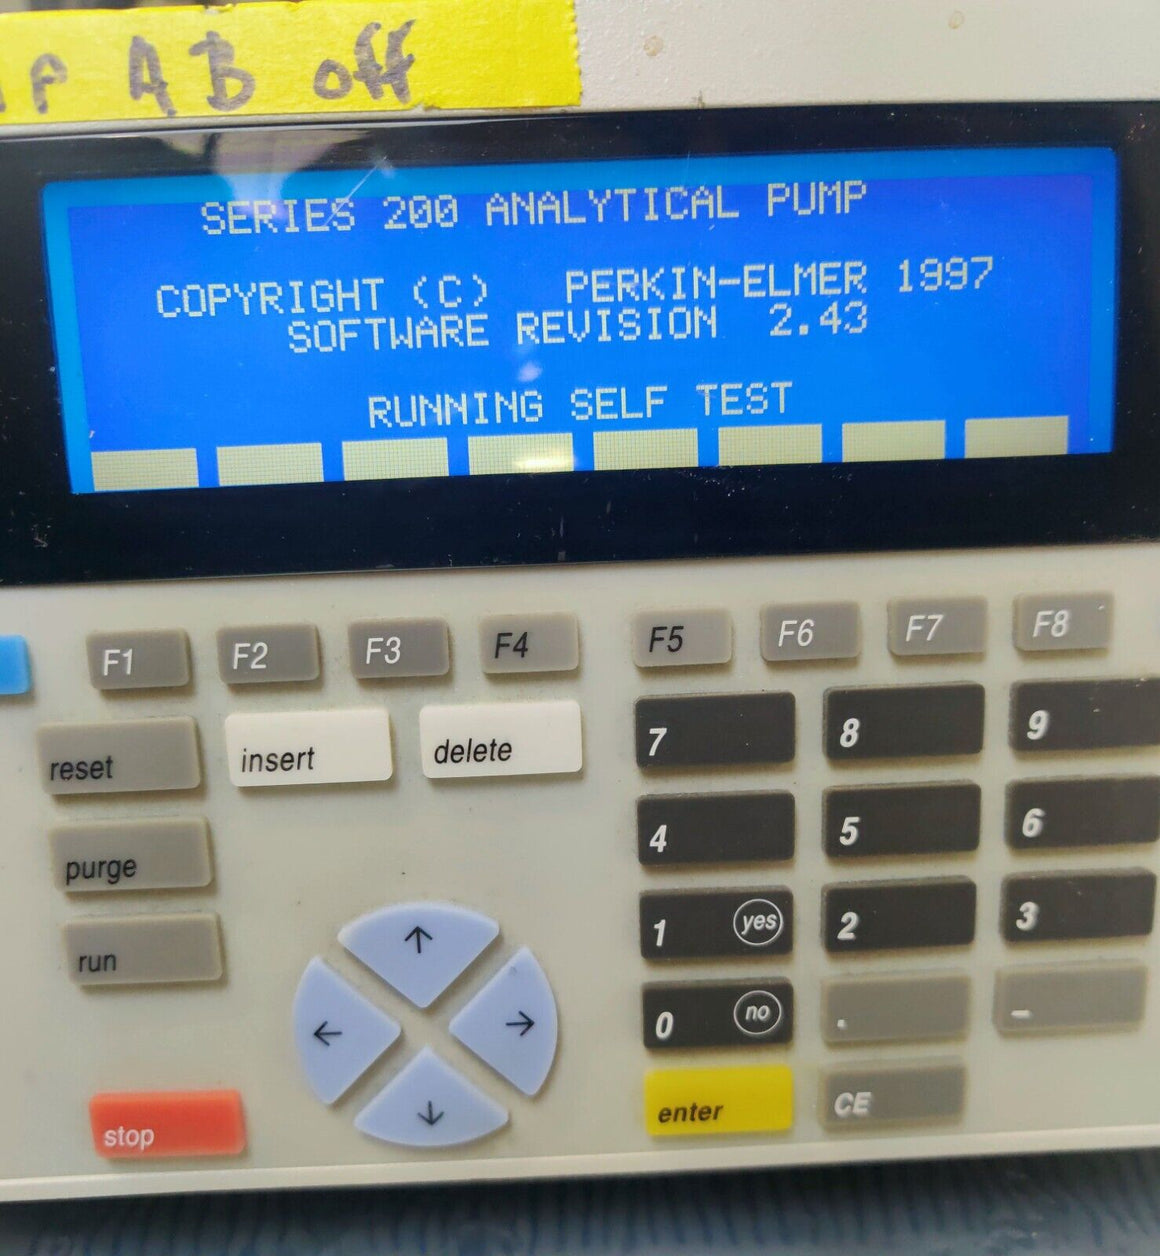 P A B off
SERIES 200 ANALYTICAL PUMP
COPYRIGHT (C) PERKIN-ELMER 1997
SOFTWARE REVISION 2.43
RUNNING SELF TEST
F1 F2 F3 F4 F5 F6 F7 F8
reset insert delete 7 8 9
purge 4 5 6
run 1 yes 2 3
0 no . -
stop enter CE